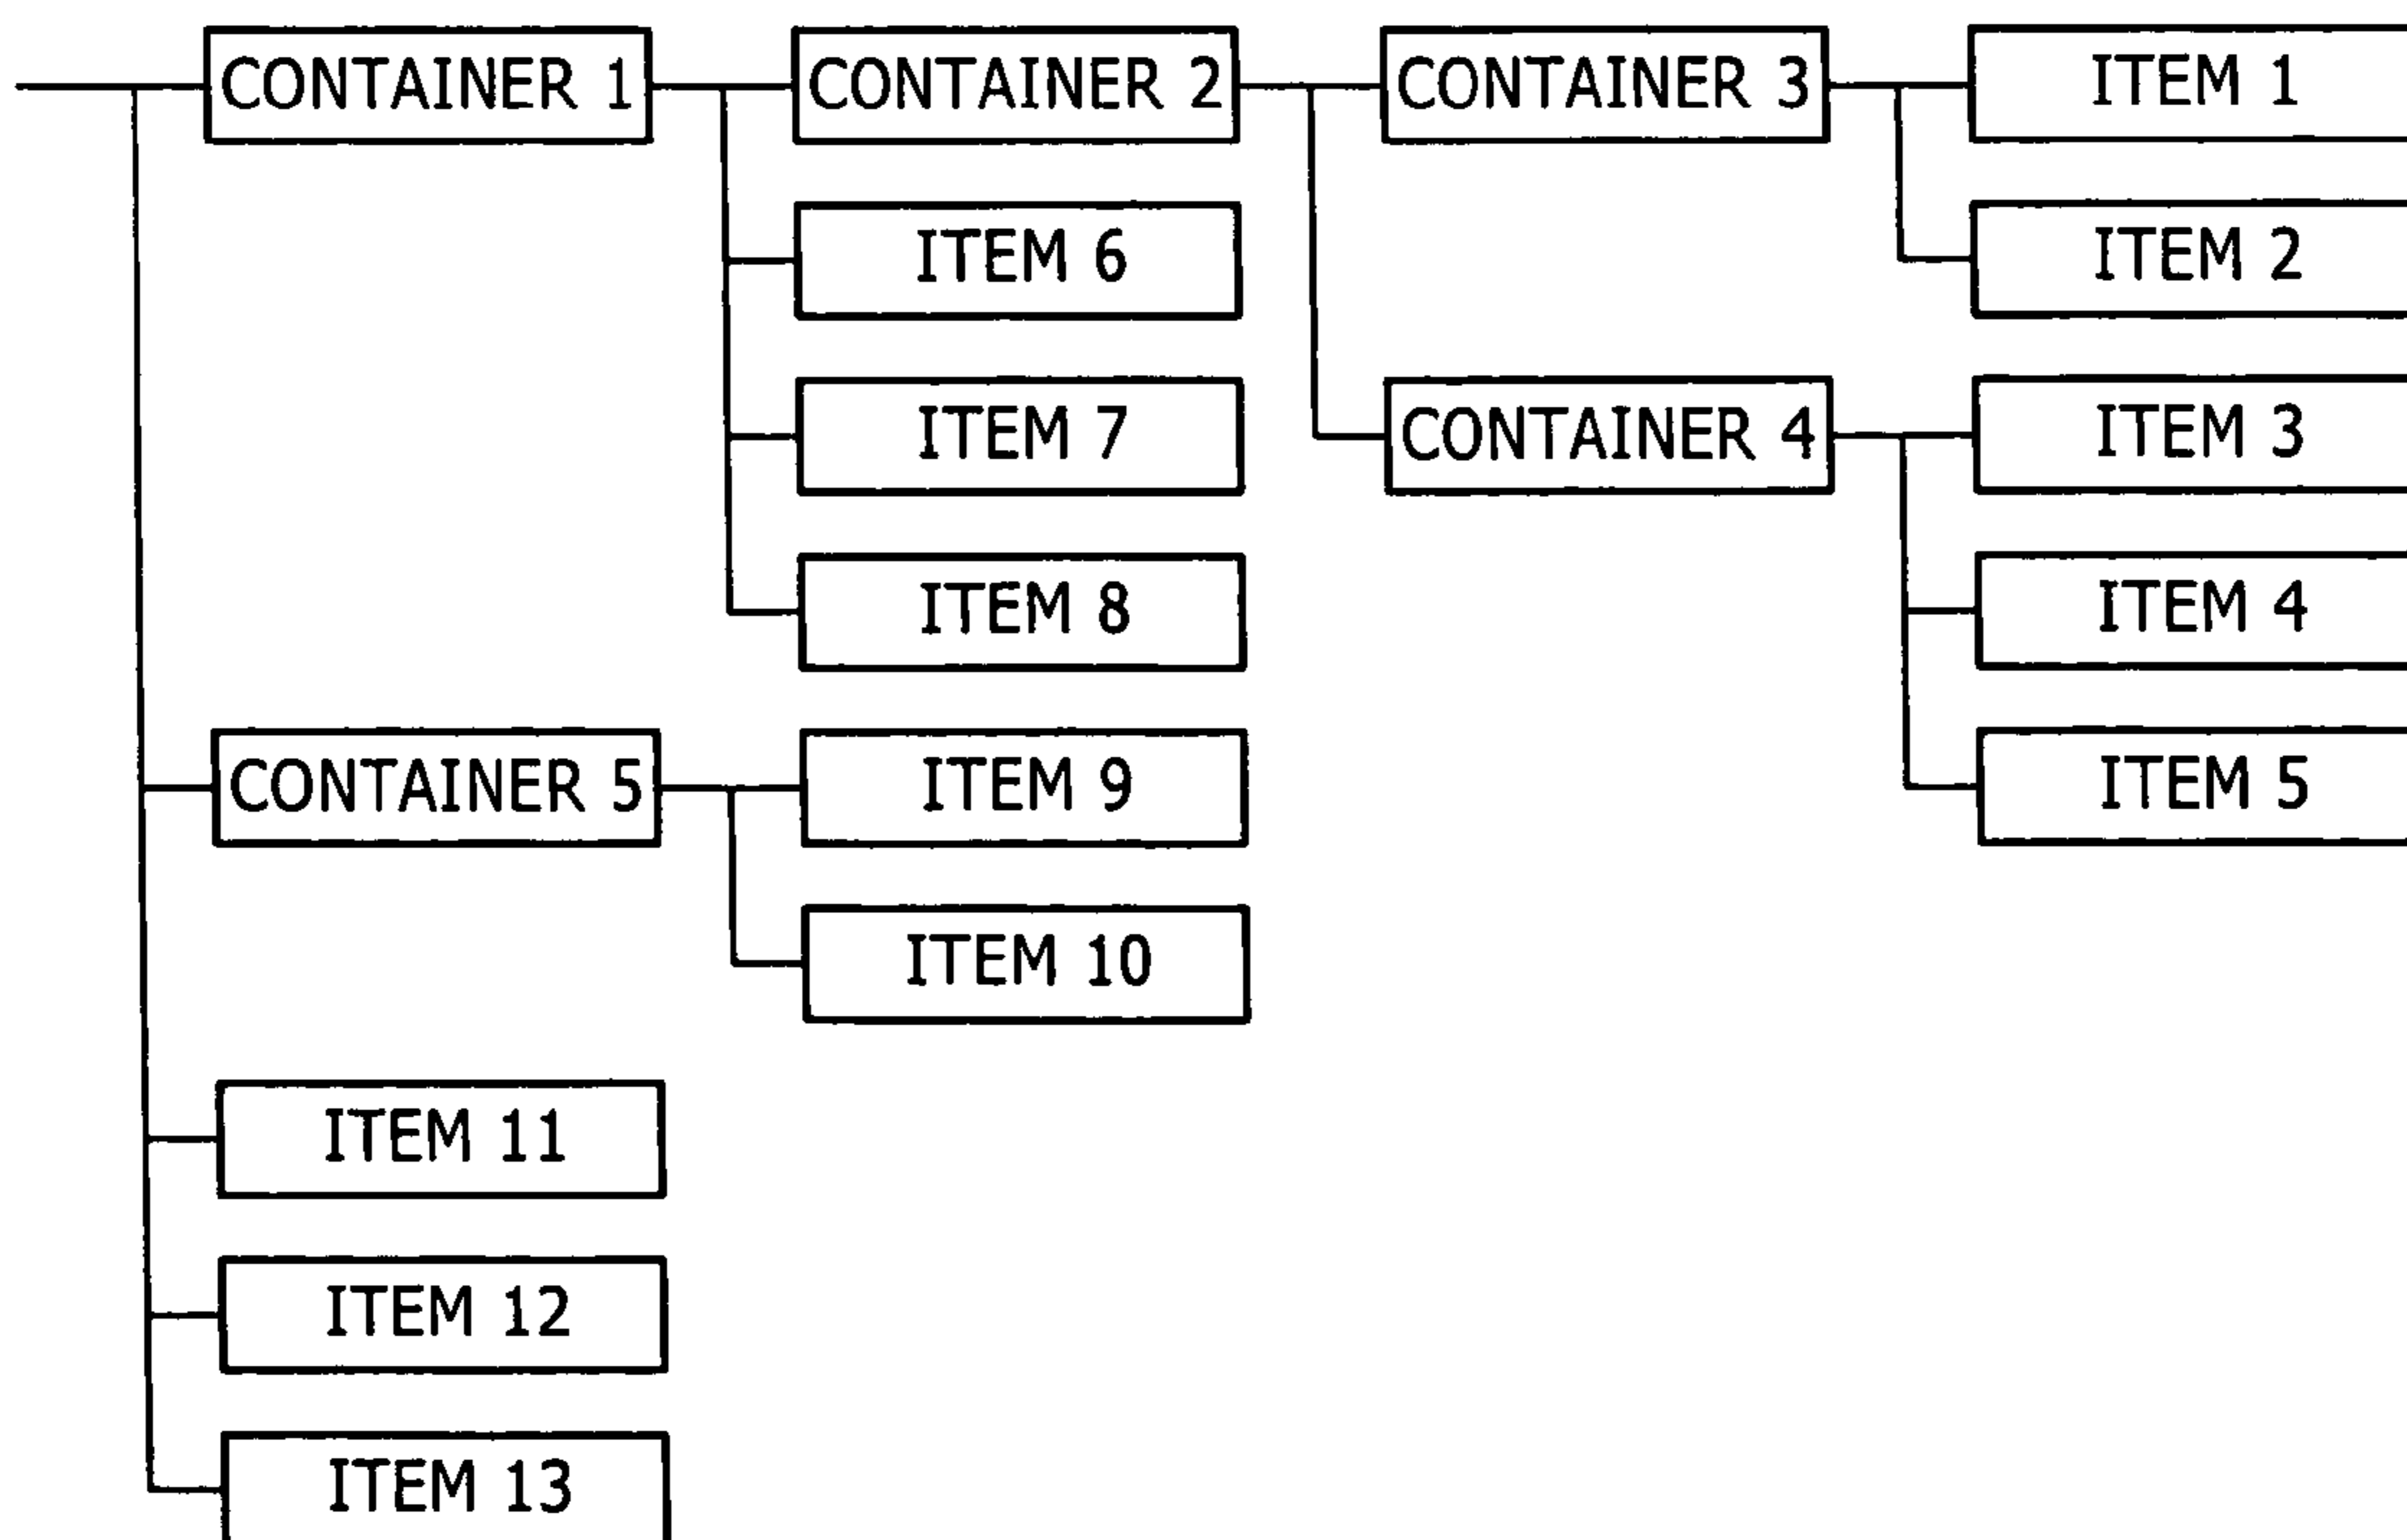 CONTAINER 1
CONTAINER 2
CONTAINER 3
ITEM 1
ITEM 6
ITEM 2
ITEM 7
CONTAINER 4
ITEM 3
ITEM 8
ITEM 4
CONTAINER 5
ITEM 9
ITEM 5
ITEM 10
ITEM 11
ITEM 12
ITEM 13